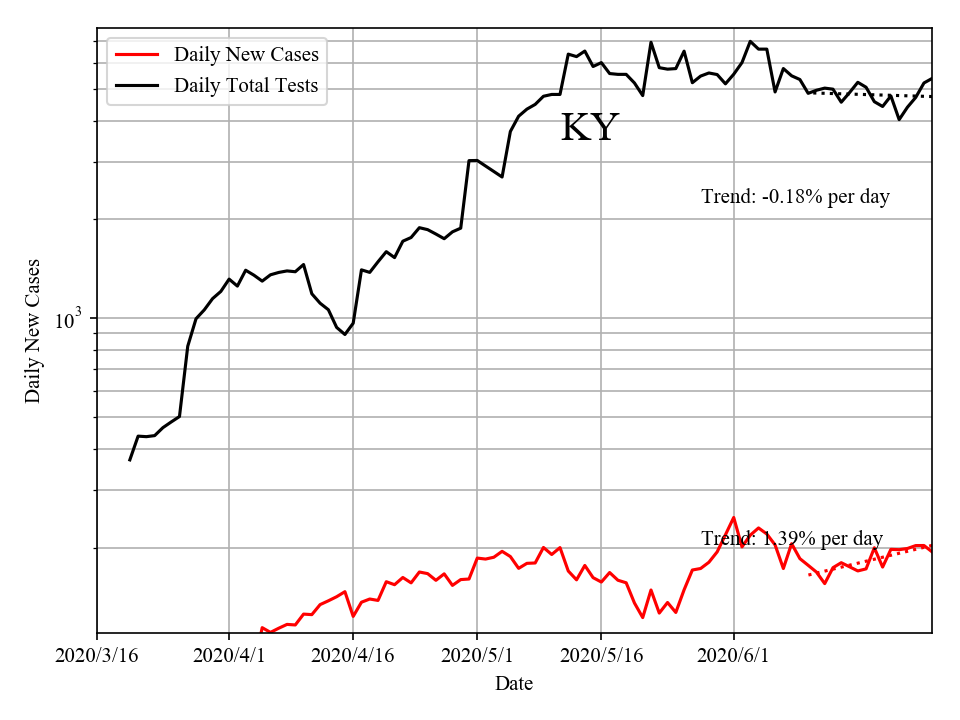 Daily New Cases
Daily Total Tests
KY
Trend: -0.18% per day
Daily New Cases
10^3
Trend: 1.39% per day
2020/3/16 2020/4/1 2020/4/16 2020/5/1 2020/5/16 2020/6/1
Date